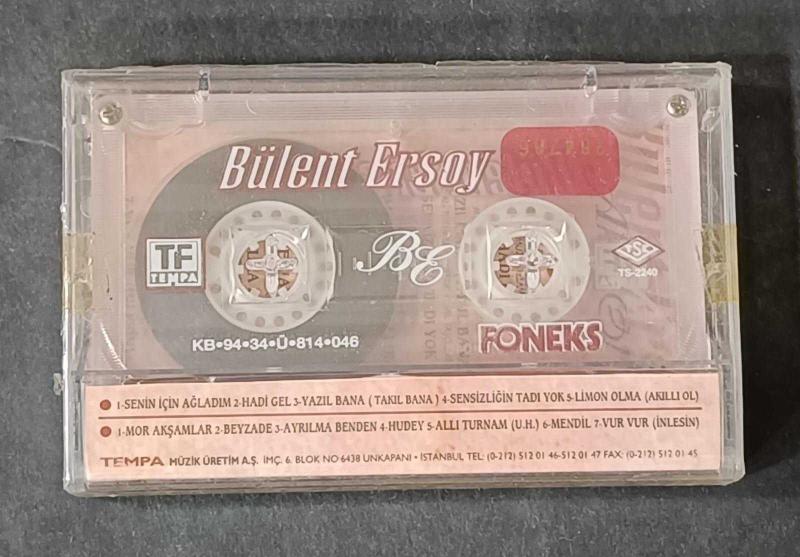 Bülent Ersoy
TF
TEMPA
BE
TSE
TS-2240
KB•94•34•Ü•814•046
FONEKS
1-SENİN İÇİN AĞLADIM 2-HADİ GEL 3-YAZIL BANA ( TAKIL BANA ) 4-SENSİZLİĞİN TADI YOK 5-LİMON OLMA (AKILLI OL)
1-MOR AKŞAMLAR 2-BEYZADE 3-AYRILMA BENDEN 4-HUDEY 5-ALLI TURNAM (U.H.) 6-MENDİL 7-VUR VUR (İNLESİN)
TEMPA MÜZİK ÜRETİM A.Ş. İMÇ. 6. BLOK NO 6438 UNKAPANI • İSTANBUL TEL: (0-212) 512 01 46-512 01 47 FAX: (0-212) 512 01 45